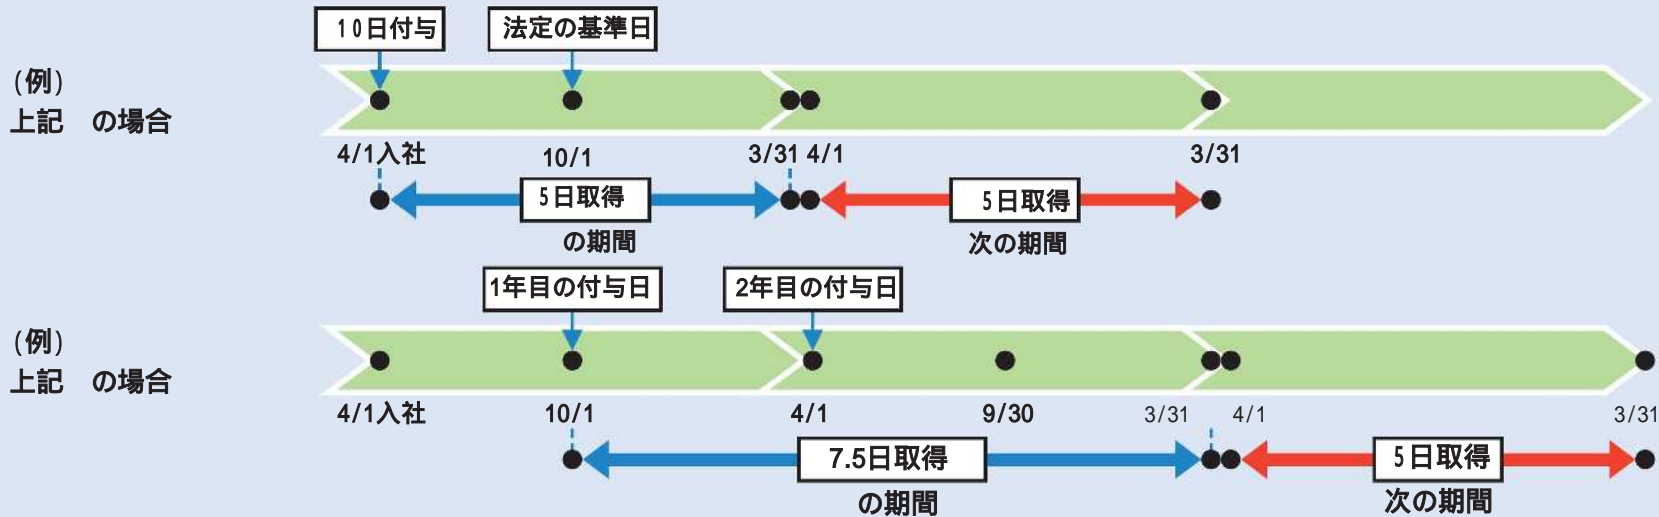 10日付与
法定の基準日
(例)
上記　の場合
4/1入社
10/1
3/31 4/1
3/31
5日取得
の期間
5日取得
次の期間
1年目の付与日
2年目の付与日
(例)
上記　の場合
4/1入社
10/1
4/1
9/30
3/31
4/1
3/31
7.5日取得
の期間
5日取得
次の期間